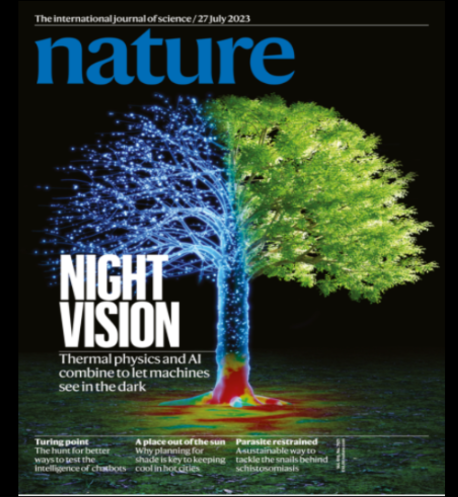 The international journal of science / 27 July 2023
nature
NIGHT
VISION
Thermal physics and AI
combine to let machines
see in the dark
Turing point
The hunt for better
ways to test the
intelligence of chatbots
A place out of the sun
Why planning for
shade is key to keeping
cool in hot cities
Parasite restrained
A sustainable way to
tackle the snails behind
schistosomiasis